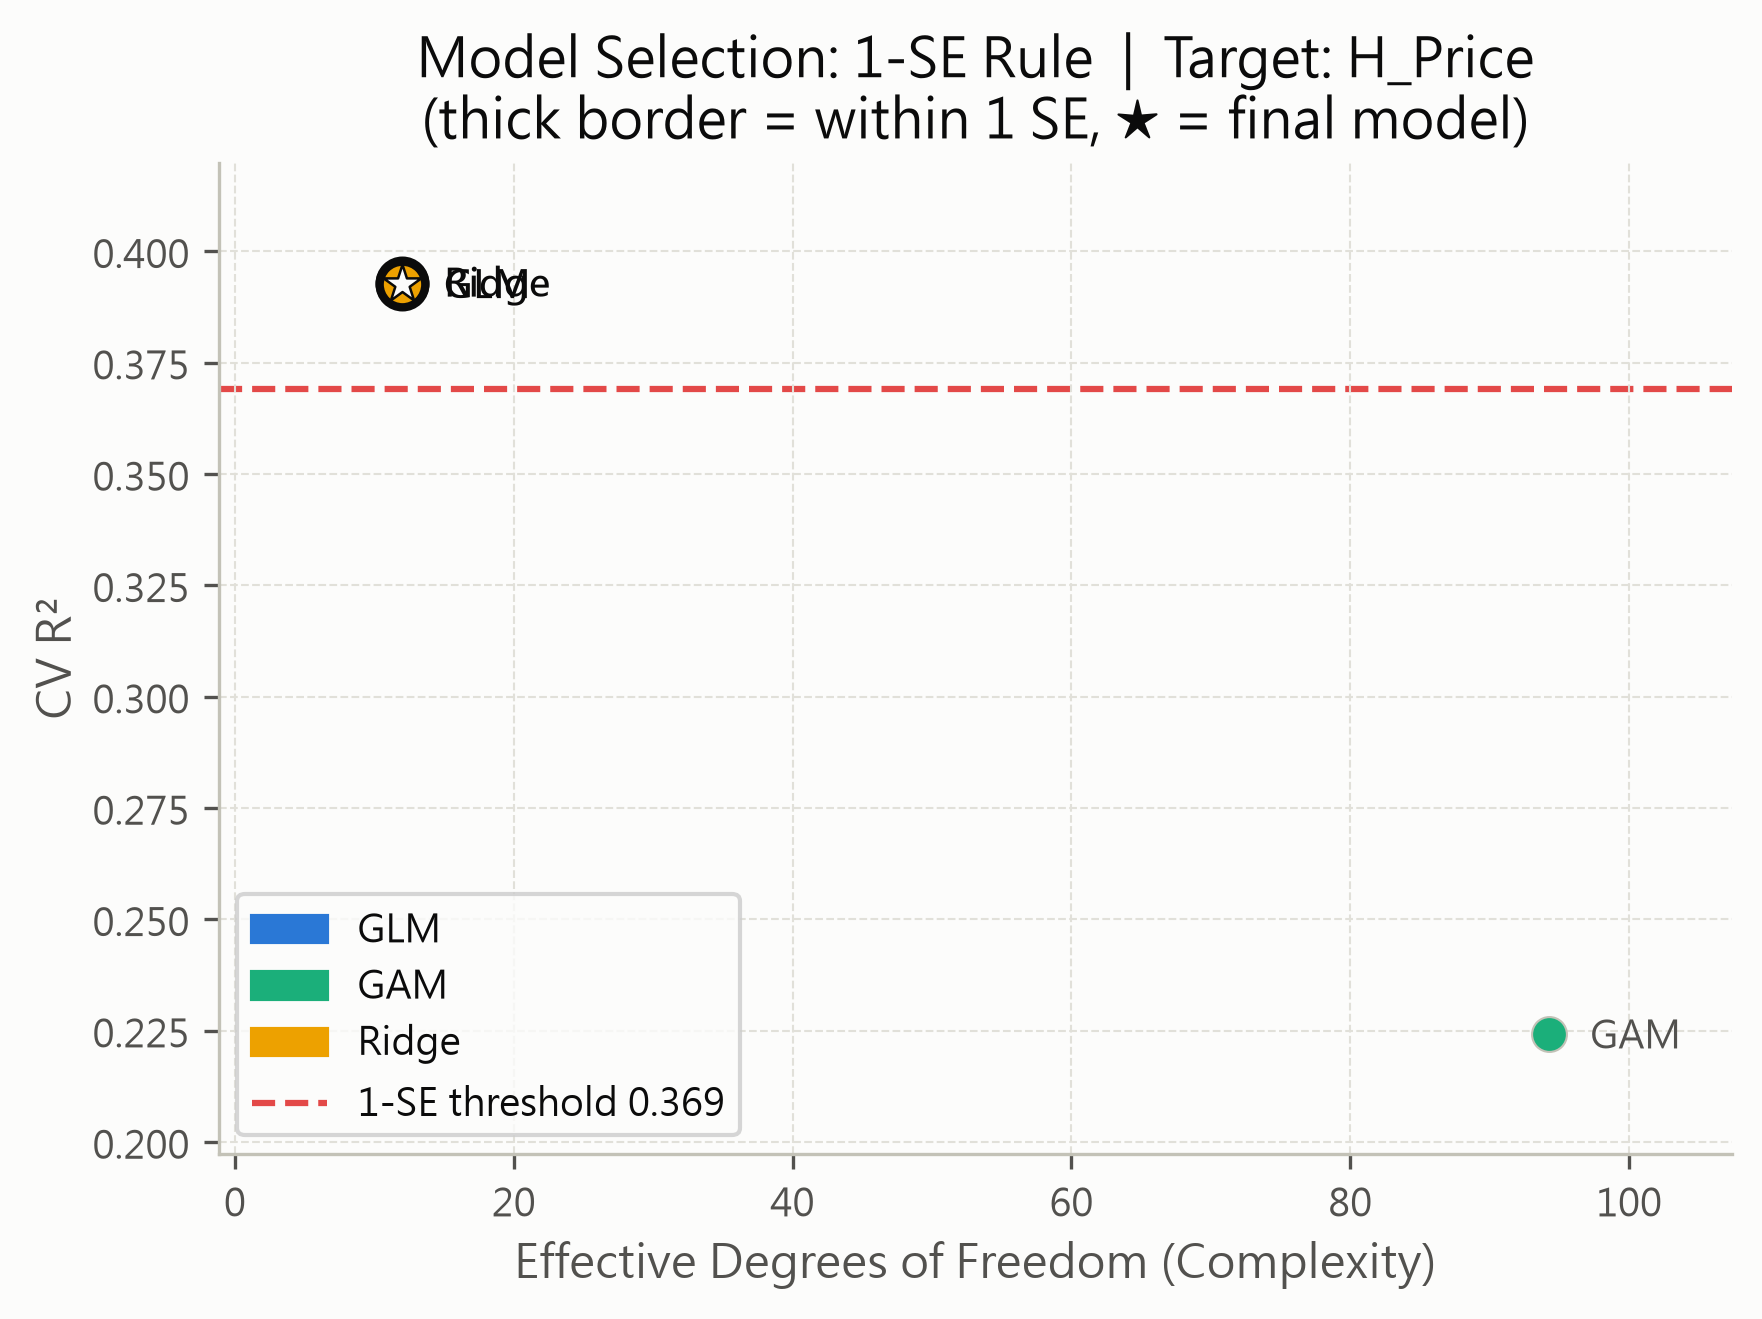 Model Selection: 1-SE Rule | Target: H_Price
(thick border = within 1 SE, ★ = final model)
CV R²
0.400
0.375
0.350
0.325
0.300
0.275
0.250
0.225
0.200
Ridge
GLM
GAM
GLM
GAM
Ridge
1-SE threshold 0.369
0
20
40
60
80
100
Effective Degrees of Freedom (Complexity)